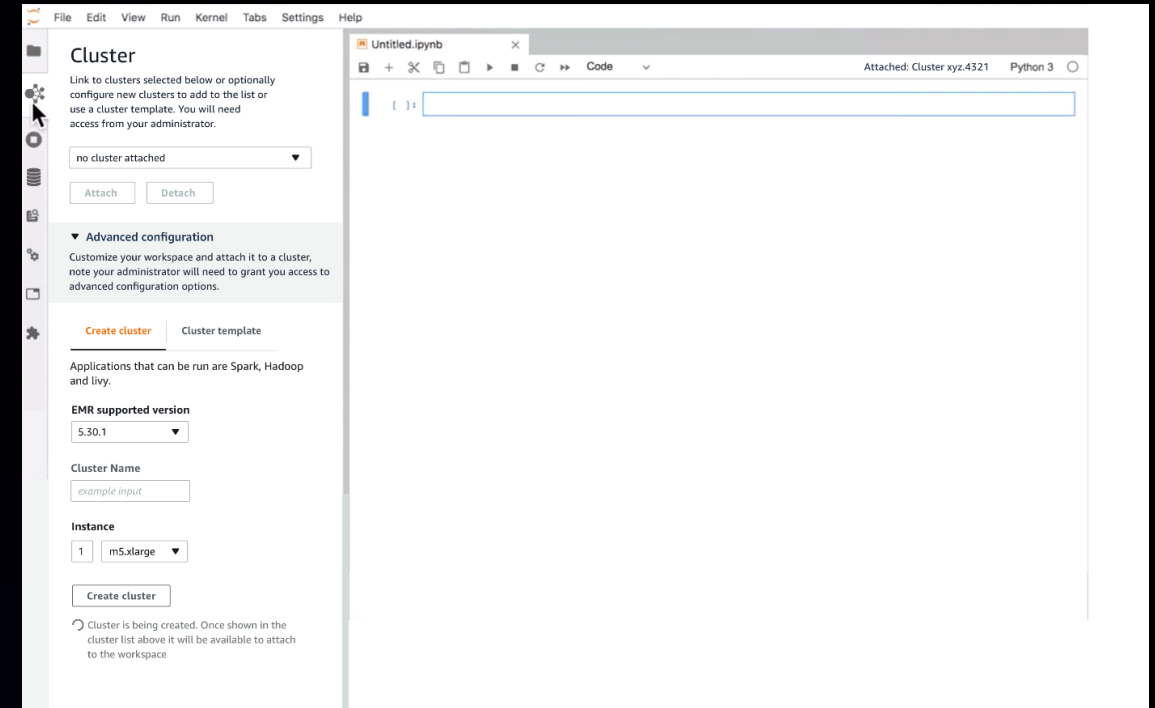 File Edit View Run Kernel Tabs Settings Help
Cluster
Link to clusters selected below or optionally
configure new clusters to add to the list or
use a cluster template. You will need
access from your administrator.
no cluster attached
Attach Detach
Advanced configuration
Customize your workspace and attach it to a cluster,
note your administrator will need to grant you access to
advanced configuration options.
Create cluster Cluster template
Applications that can be run are Spark, Hadoop
and livy.
EMR supported version
5.30.1
Cluster Name
example input
Instance
1 m5.xlarge
Create cluster
Cluster is being created. Once shown in the
cluster list above it will be available to attach
to the workspace
Untitled.ipynb
Code Attached: Cluster xyz.4321 Python 3
[ ]: